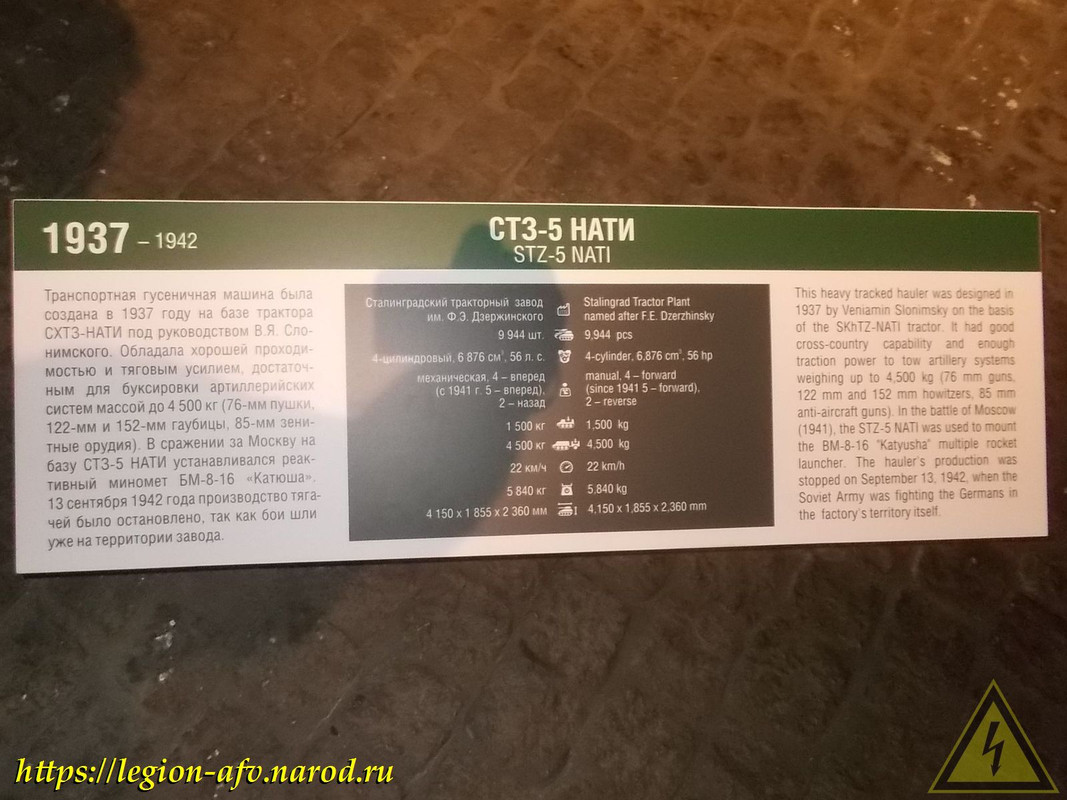 1937 – 1942
СТЗ-5 НАТИ
STZ-5 NATI
Транспортная гусеничная машина была
создана в 1937 году на базе трактора
СХТЗ-НАТИ под руководством В.Я. Сло-
нимского. Обладала хорошей проходи-
мостью и тяговым усилием, достаточ-
ным для буксировки артиллерийских
систем массой до 4 500 кг (76-мм пушки,
122-мм и 152-мм гаубицы, 85-мм зени-
тные орудия). В сражении за Москву на
базу СТЗ-5 НАТИ устанавливался реак-
тивный миномет БМ-8-16 «Катюша».
13 сентября 1942 года производство тяга-
чей было остановлено, так как бои шли
уже на территории завода.
Сталинградский тракторный завод
им. Ф.Э. Дзержинского
9 944 шт.
4-цилиндровый, 6 876 см³, 56 л. с.
механическая, 4 – вперед
(с 1941 г. 5 – вперед),
2 – назад
1 500 кг
4 500 кг
22 км/ч
5 840 кг
4 150 x 1 855 x 2 360 мм
Stalingrad Tractor Plant
named after F.E. Dzerzhinsky
9,944 pcs
4-cylinder, 6,876 cm³, 56 hp
manual, 4 – forward
(since 1941 5 – forward),
2 – reverse
1,500 kg
4,500 kg
22 km/h
5,840 kg
4,150 x 1,855 x 2,360 mm
This heavy tracked hauler was designed in
1937 by Veniamin Slonimsky on the basis
of the SKhTZ-NATI tractor. It had good
cross-country capability and enough
traction power to tow artillery systems
weighing up to 4,500 kg (76 mm guns,
122 mm and 152 mm howitzers, 85 mm
anti-aircraft guns). In the battle of Moscow
(1941), the STZ-5 NATI was used to mount
the BM-8-16 "Katyusha" multiple rocket
launcher. The hauler's production was
stopped on September 13, 1942, when the
Soviet Army was fighting the Germans in
the factory's territory itself.
https://legion-afv.narod.ru